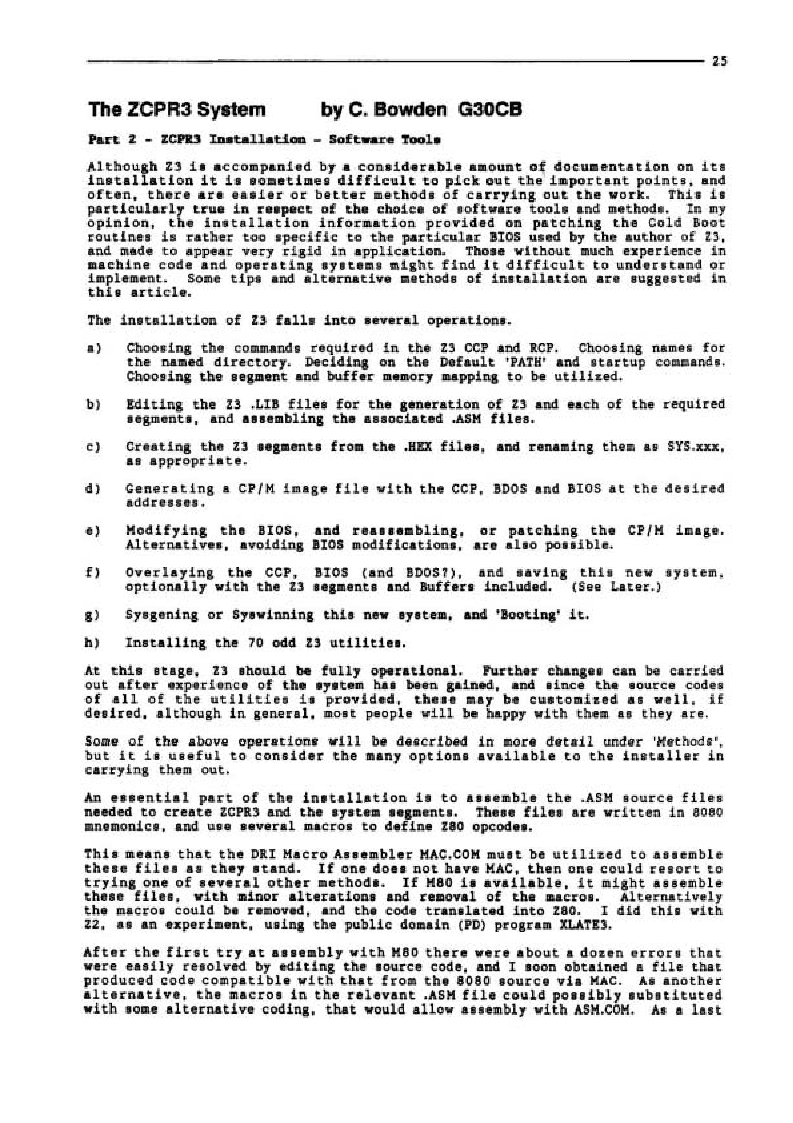 25
The ZCPR3 System by C. Bowden G3OCB
Part 2 - ZCPR3 Installation - Software Tools
Although Z3 is accompanied by a considerable amount of documentation on its
installation it is sometimes difficult to pick out the important points, and
often, there are easier or better methods of carrying out the work. This is
particularly true in respect of the choice of software tools and methods. In my
opinion, the installation information provided on patching the Cold Boot
routines is rather too specific to the particular BIOS used by the author of Z3,
and made to appear very rigid in application. Those without much experience in
machine code and operating systems might find it difficult to understand or
implement. Some tips and alternative methods of installation are suggested in
this article.
The installation of Z3 falls into several operations.
a) Choosing the commands required in the Z3 CCP and RCP. Choosing names for
the named directory. Deciding on the Default 'PATH' and startup commands.
Choosing the segment and buffer memory mapping to be utilized.
b) Editing the Z3 .LIB files for the generation of Z3 and each of the required
segments, and assembling the associated .ASM files.
c) Creating the Z3 segments from the .HEX files, and renaming them as SYS.xxx,
as appropriate.
d) Generating a CP/M image file with the CCP, BDOS and BIOS at the desired
addresses.
e) Modifying the BIOS, and reassembling, or patching the CP/M image.
Alternatives, avoiding BIOS modifications, are also possible.
f) Overlaying the CCP, BIOS (and BDOS?), and saving this new system,
optionally with the Z3 segments and Buffers included. (See Later.)
g) Sysgening or Syswinning this new system, and 'Booting' it.
h) Installing the 70 odd Z3 utilities.
At this stage, Z3 should be fully operational. Further changes can be carried
out after experience of the system has been gained, and since the source codes
of all of the utilities is provided, these may be customized as well, if
desired, although in general, most people will be happy with them as they are.
Some of the above operations will be described in more detail under 'Methods',
but it is useful to consider the many options available to the installer in
carrying them out.
An essential part of the installation is to assemble the .ASM source files
needed to create ZCPR3 and the system segments. These files are written in 8080
mnemonics, and use several macros to define Z80 opcodes.
This means that the DRI Macro Assembler MAC.COM must be utilized to assemble
these files as they stand. If one does not have MAC, then one could resort to
trying one of several other methods. If M80 is available, it might assemble
these files, with minor alterations and removal of the macros. Alternatively
the macros could be removed, and the code translated into Z80. I did this with
Z2, as an experiment, using the public domain (PD) program XLATE3.
After the first try at assembly with M80 there were about a dozen errors that
were easily resolved by editing the source code, and I soon obtained a file that
produced code compatible with that from the 8080 source via MAC. As another
alternative, the macros in the relevant .ASM file could possibly substituted
with some alternative coding, that would allow assembly with ASM.COM. As a last